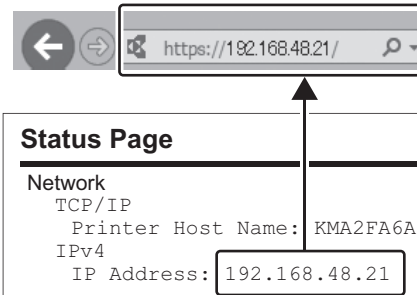 https://192.168.48.21/
Status Page
Network
TCP/IP
Printer Host Name: KMA2FA6A
IPv4
IP Address: 192.168.48.21